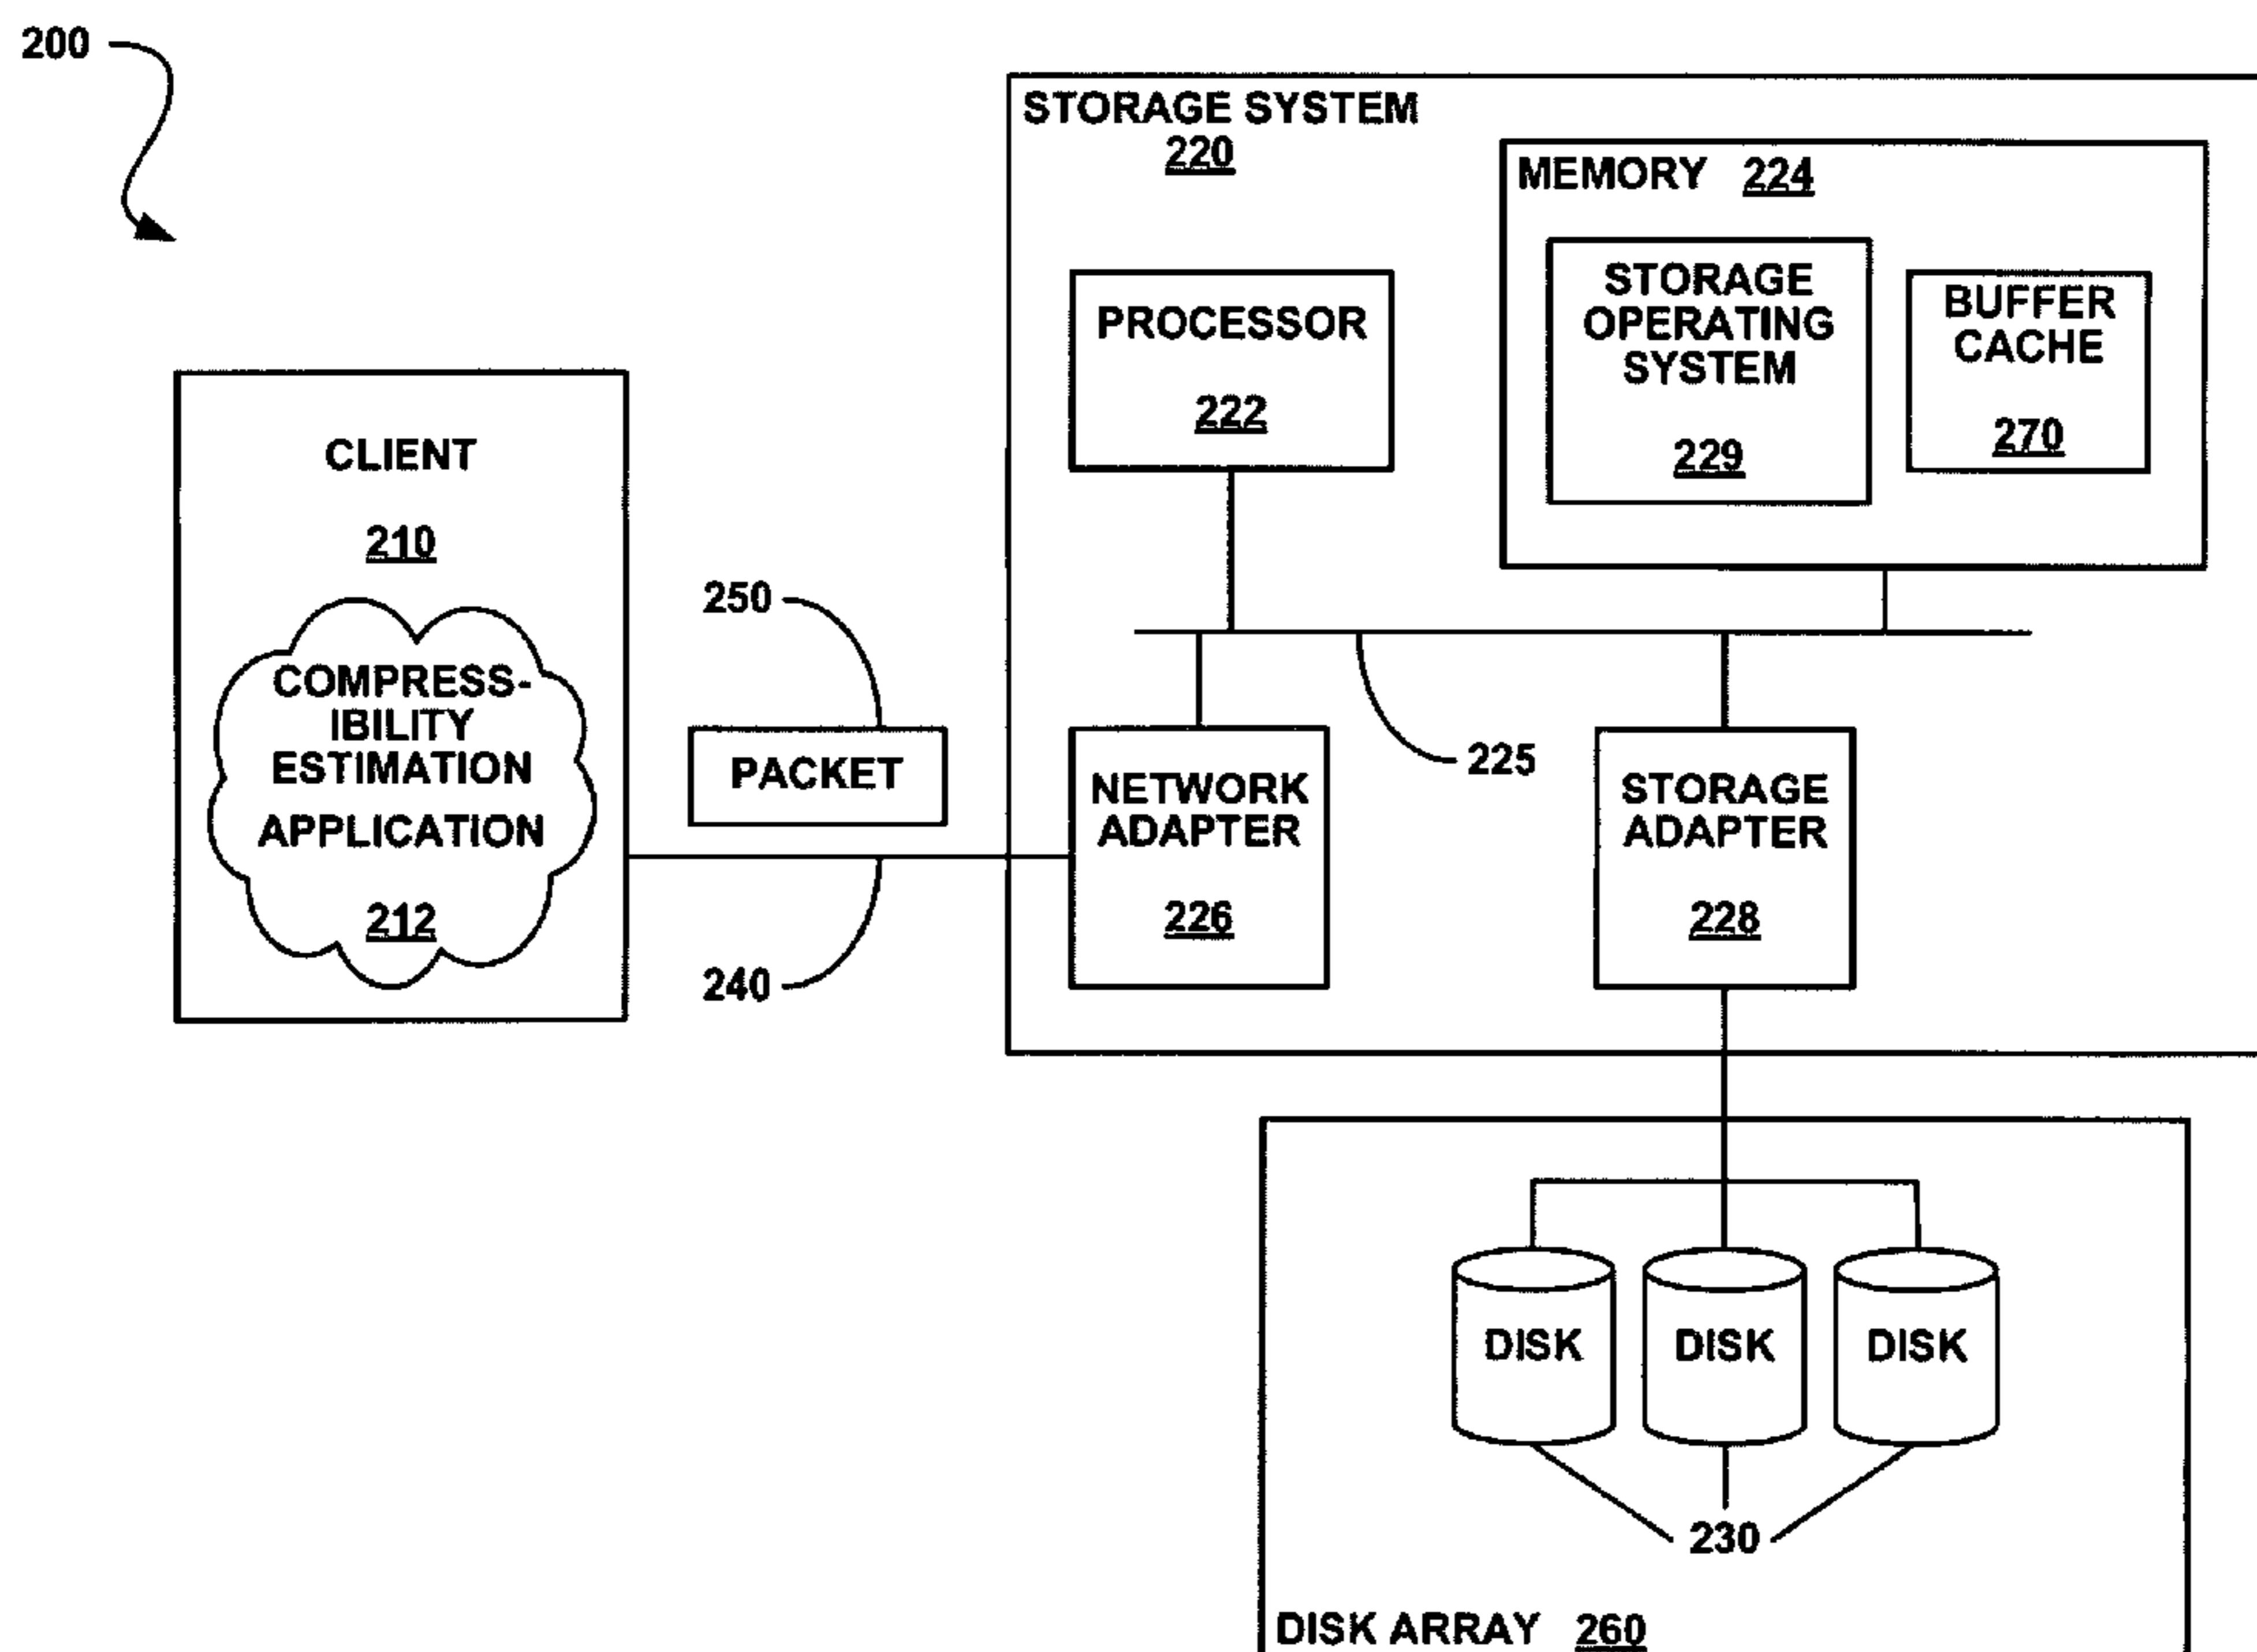 200
STORAGE SYSTEM
220
MEMORY 224
STORAGE
OPERATING
SYSTEM
229
BUFFER
CACHE
270
PROCESSOR
222
CLIENT
210
COMPRESS-
IBILITY
ESTIMATION
APPLICATION
212
250
PACKET
240
NETWORK
ADAPTER
226
225
STORAGE
ADAPTER
228
DISK
DISK
DISK
230
DISK ARRAY 260